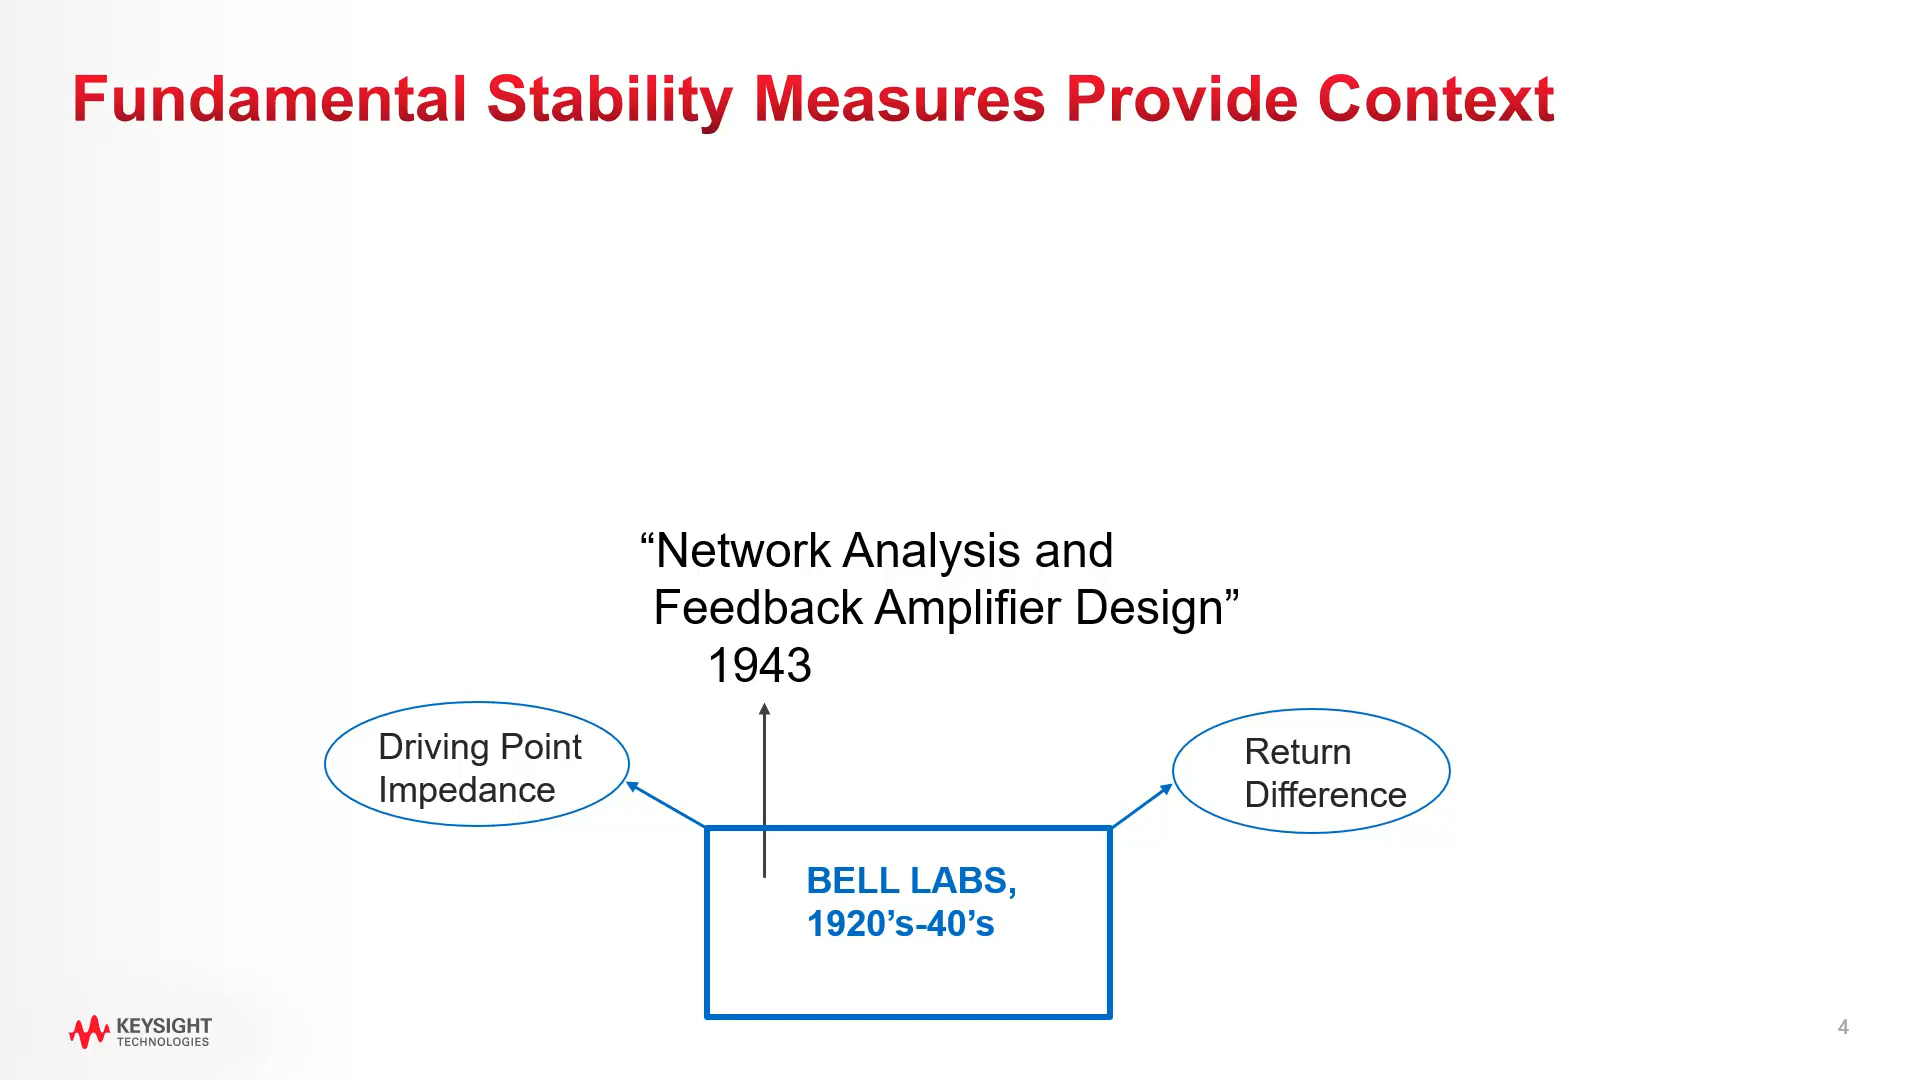 Fundamental Stability Measures Provide Context
“Network Analysis and
Feedback Amplifier Design”
1943
Driving Point
Impedance
Return
Difference
BELL LABS,
1920’s-40’s
KEYSIGHT
TECHNOLOGIES
4